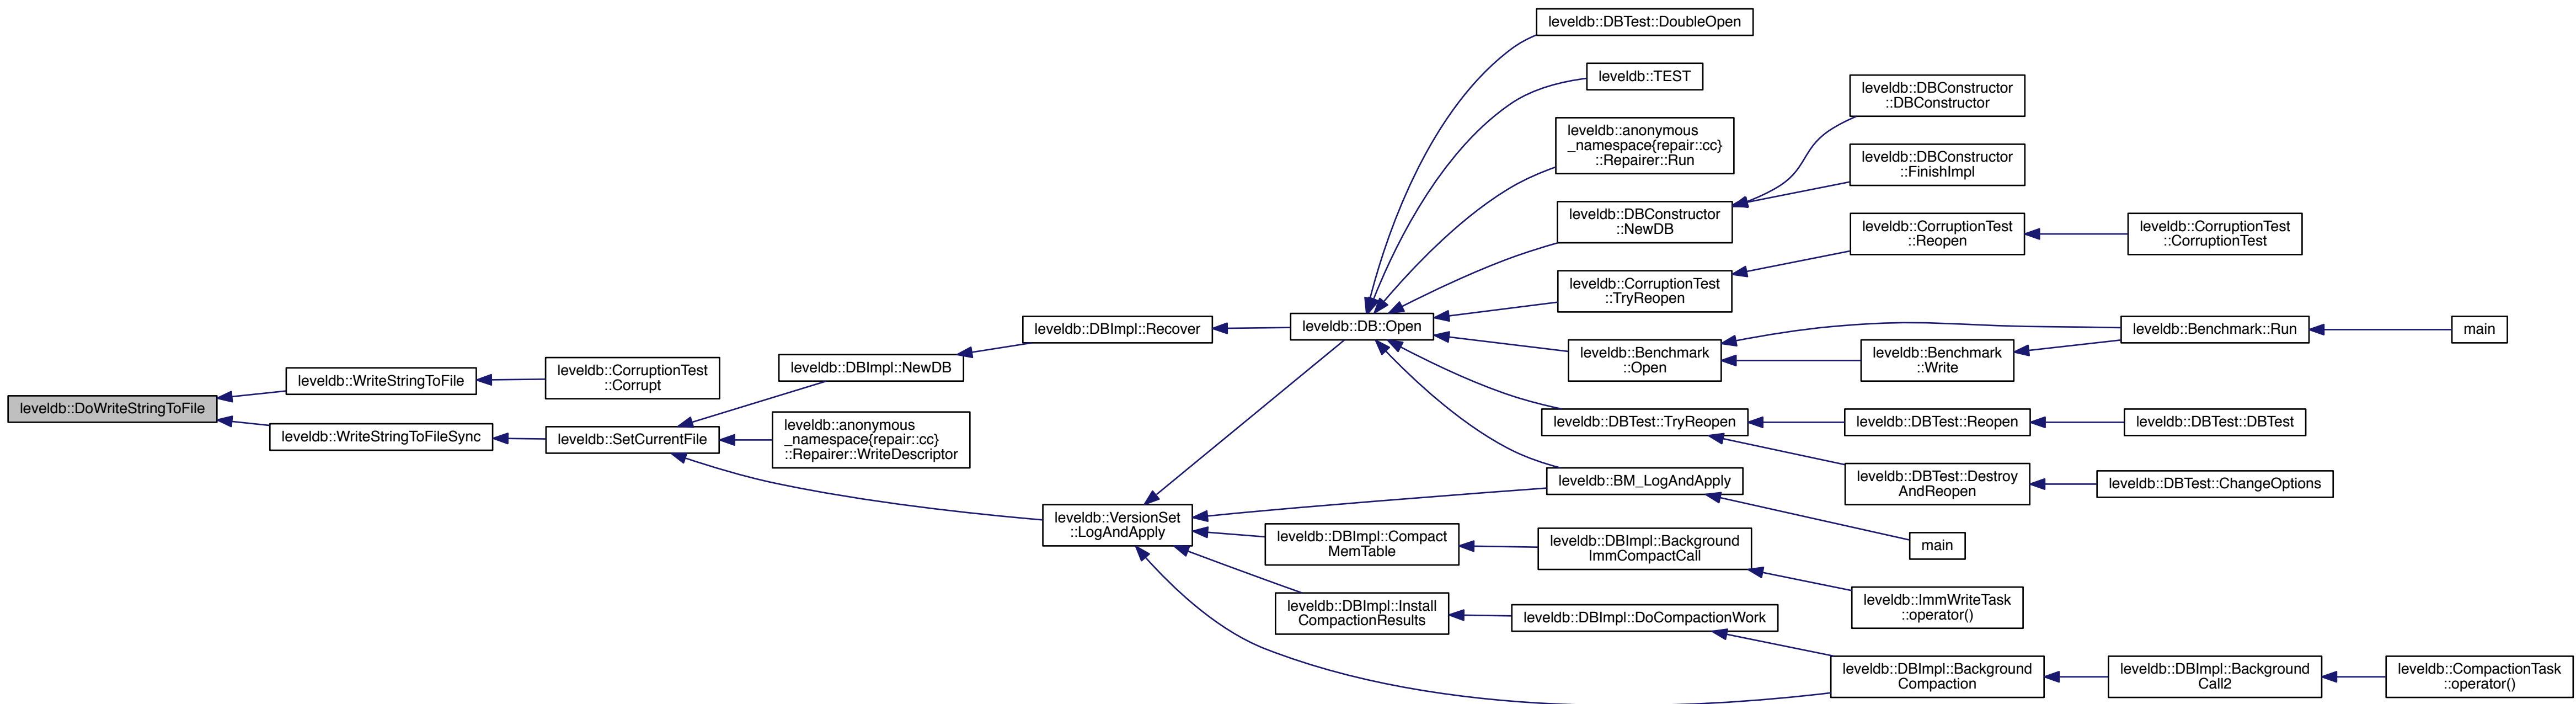 leveldb::DBTest::DoubleOpen
leveldb::TEST
leveldb::DBConstructor
::DBConstructor
leveldb::anonymous
_namespace{repair::cc}
::Repairer::Run
leveldb::DBConstructor
::FinishImpl
leveldb::DBConstructor
::NewDB
leveldb::CorruptionTest
::Reopen
leveldb::CorruptionTest
::CorruptionTest
leveldb::CorruptionTest
::TryReopen
leveldb::DBImpl::Recover
leveldb::DB::Open
leveldb::Benchmark::Run
main
leveldb::Benchmark
::Open
leveldb::Benchmark
::Write
leveldb::DBImpl::NewDB
leveldb::WriteStringToFile
leveldb::CorruptionTest
::Corrupt
leveldb::DoWriteStringToFile
leveldb::WriteStringToFileSync
leveldb::SetCurrentFile
leveldb::anonymous
_namespace{repair::cc}
::Repairer::WriteDescriptor
leveldb::DBTest::TryReopen
leveldb::DBTest::Reopen
leveldb::DBTest::DBTest
leveldb::BM_LogAndApply
leveldb::DBTest::Destroy
AndReopen
leveldb::DBTest::ChangeOptions
leveldb::VersionSet
::LogAndApply
leveldb::DBImpl::Compact
MemTable
leveldb::DBImpl::Background
ImmCompactCall
main
leveldb::ImmWriteTask
::operator()
leveldb::DBImpl::Install
CompactionResults
leveldb::DBImpl::DoCompactionWork
leveldb::DBImpl::Background
Compaction
leveldb::DBImpl::Background
Call2
leveldb::CompactionTask
::operator()